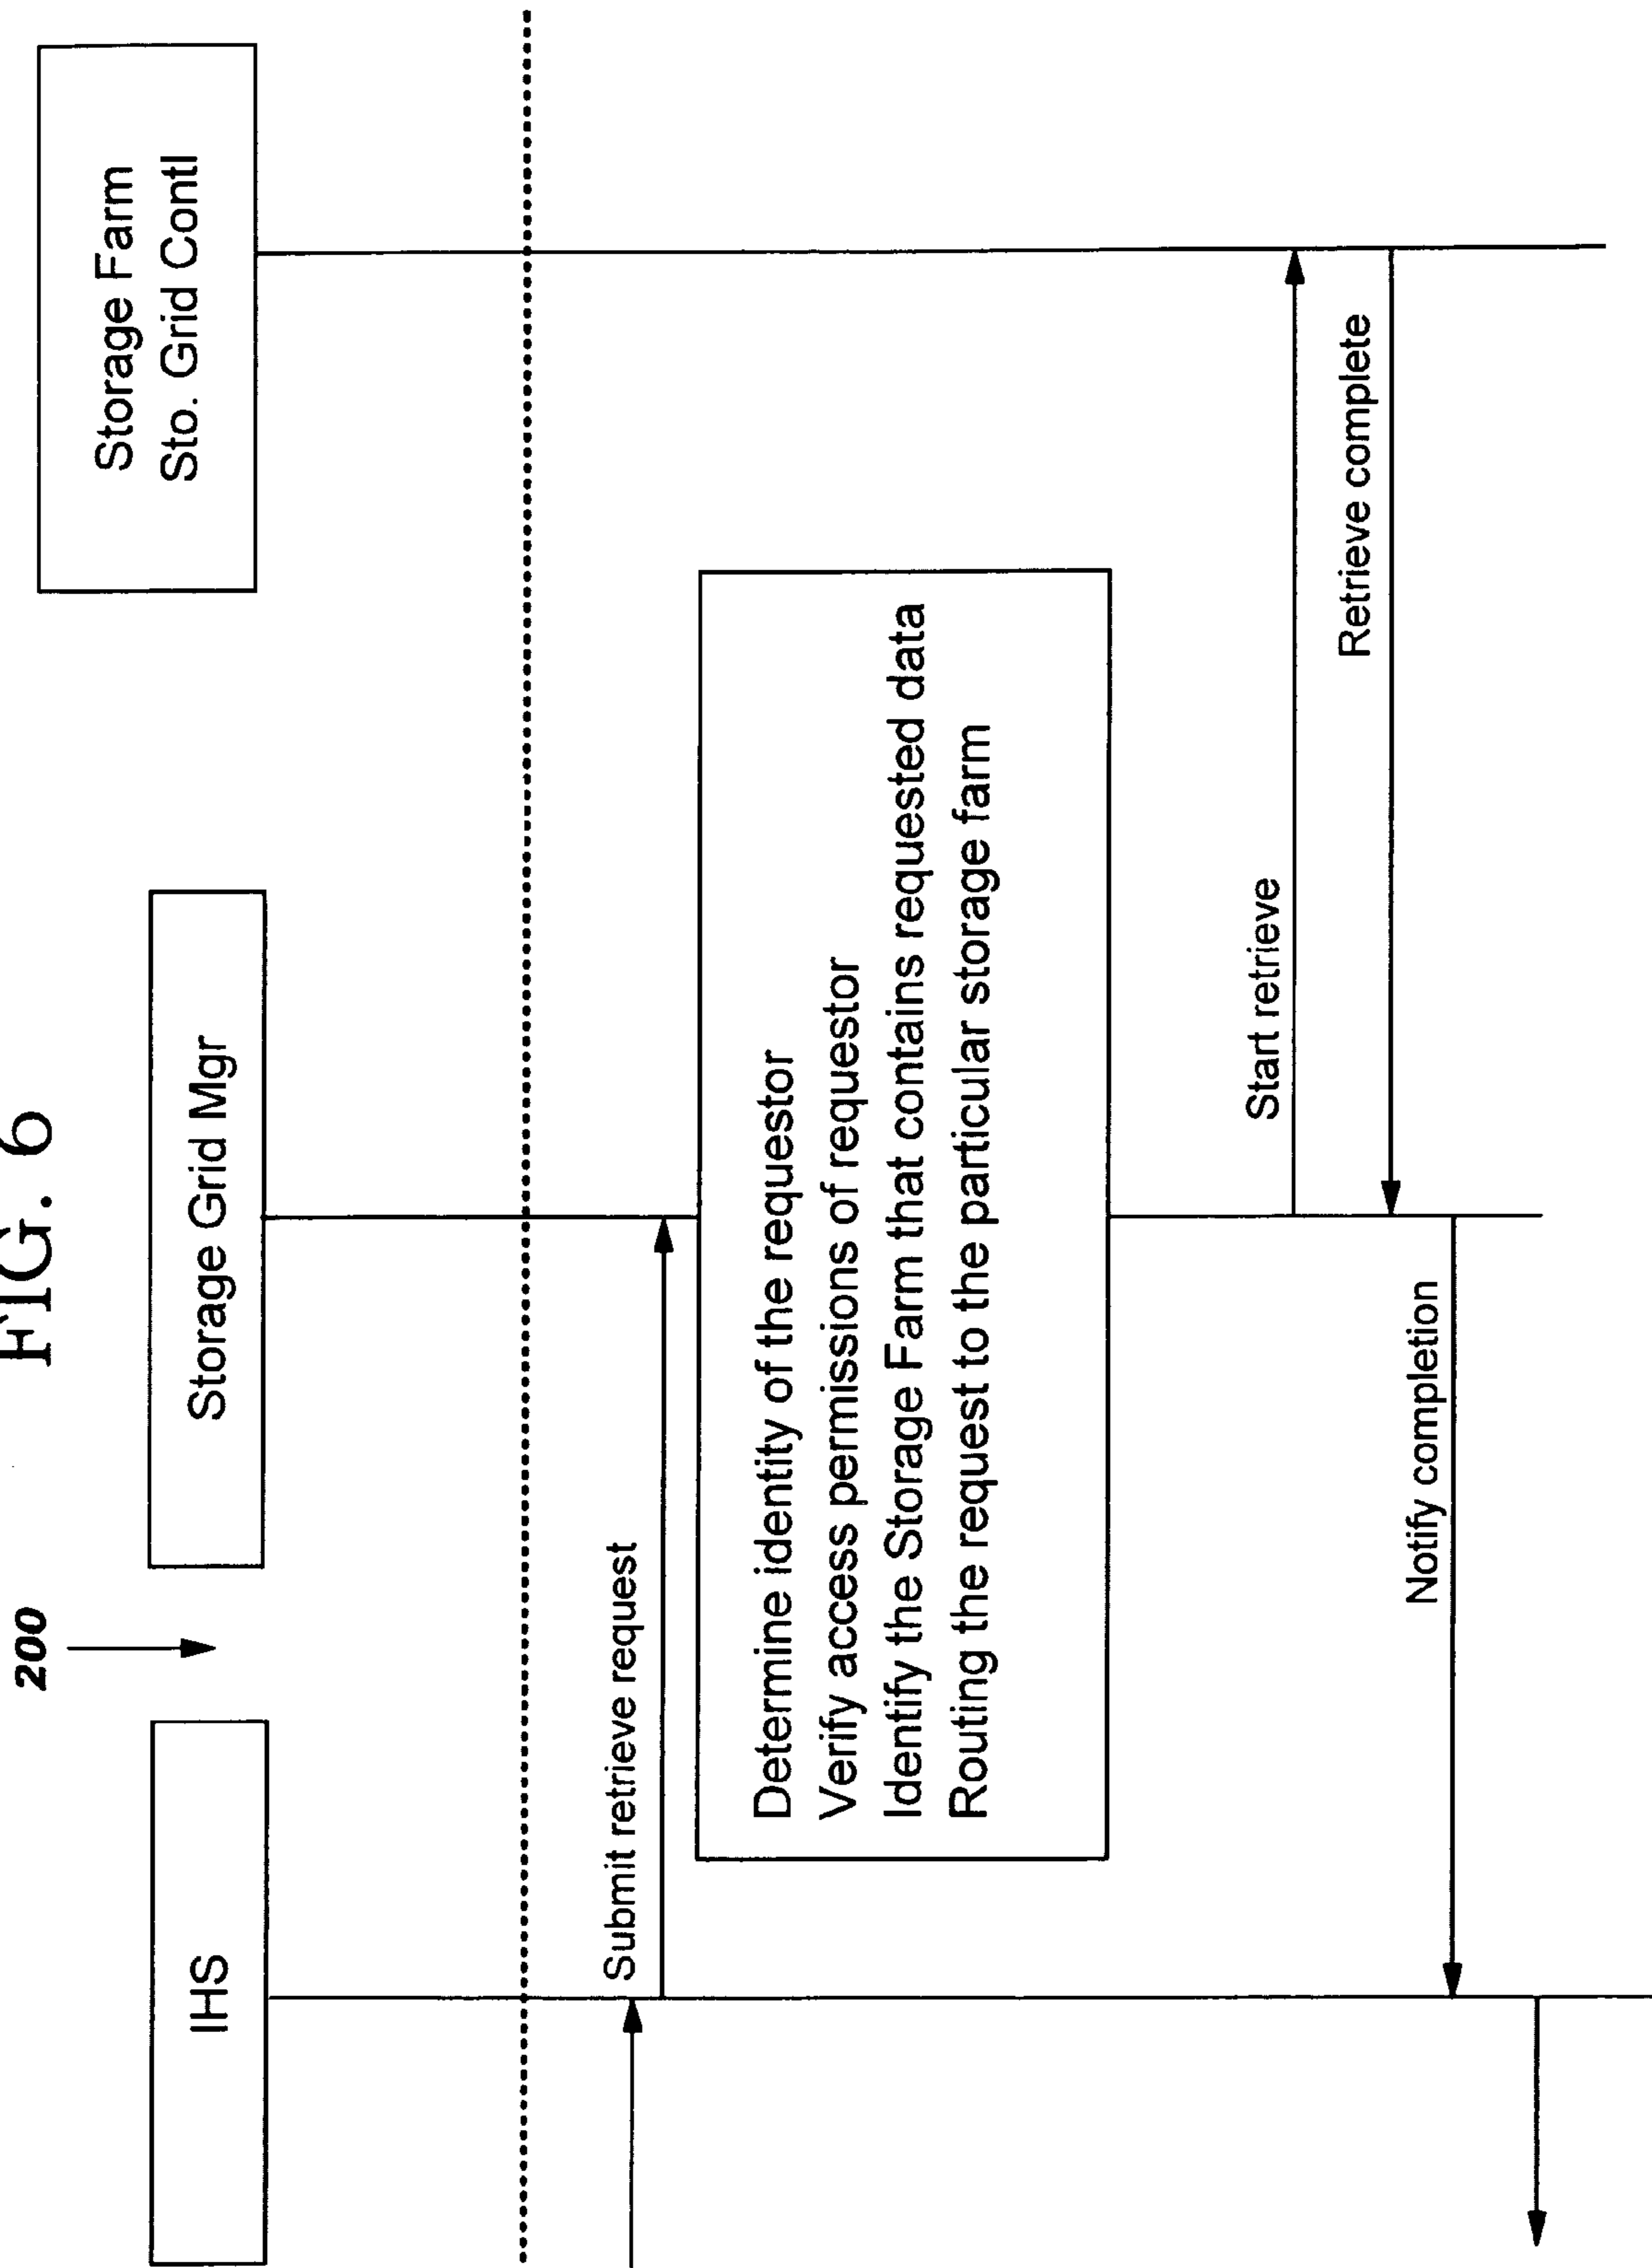 FIG. 6
200
IHS
Storage Grid Mgr
Storage Farm
Sto. Grid Contl
Submit retrieve request
Determine identity of the requestor
Verify access permissions of requestor
Identify the Storage Farm that contains requested data
Routing the request to the particular storage farm
Start retrieve
Retrieve complete
Notify completion